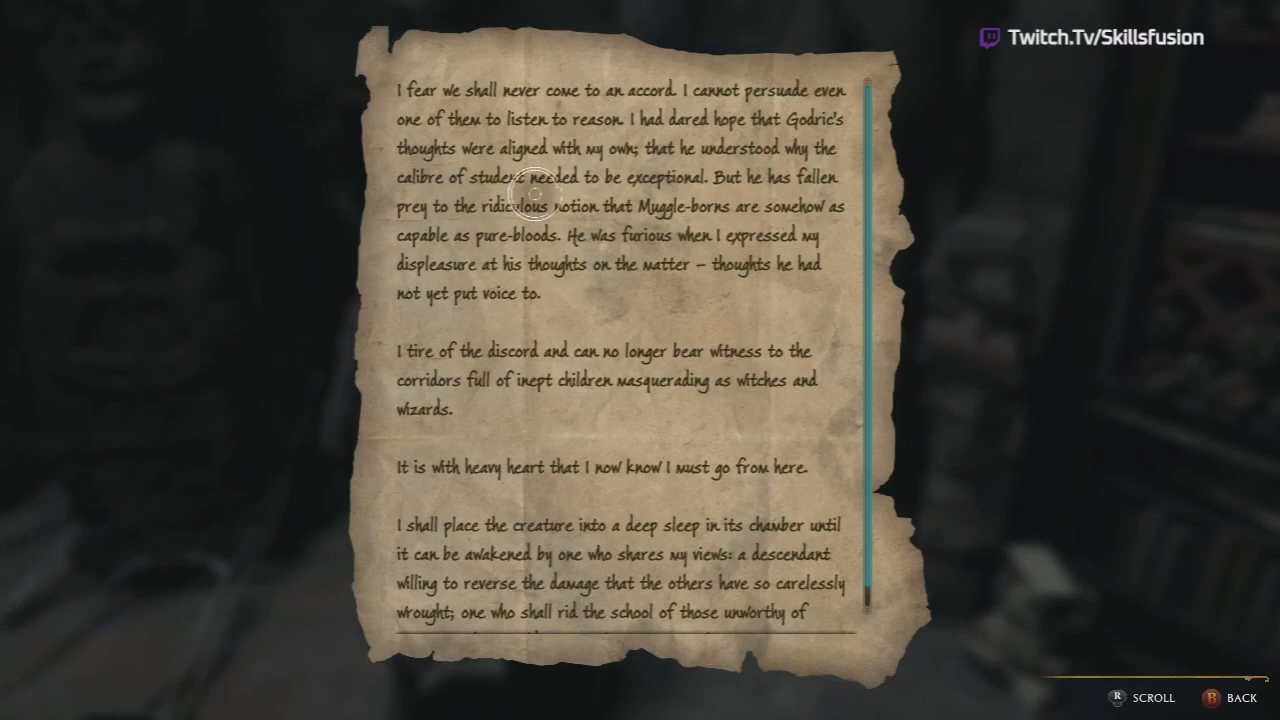 Twitch.Tv/Skillsfusion
I fear we shall never come to an accord. I cannot persuade even
one of them to listen to reason. I had dared hope that Godric's
thoughts were aligned with my own; that he understood why the
calibre of student needed to be exceptional. But he has fallen
prey to the ridiculous notion that Muggle-borns are somehow as
capable as pure-bloods. He was furious when I expressed my
displeasure at his thoughts on the matter – thoughts he had
not yet put voice to.
I tire of the discord and can no longer bear witness to the
corridors full of inept children masquerading as witches and
wizards.
It is with heavy heart that I now know I must go from here.
I shall place the creature into a deep sleep in its chamber until
it can be awakened by one who shares my views: a descendant
willing to reverse the damage that the others have so carelessly
wrought; one who shall rid the school of those unworthy of
R SCROLL
B BACK